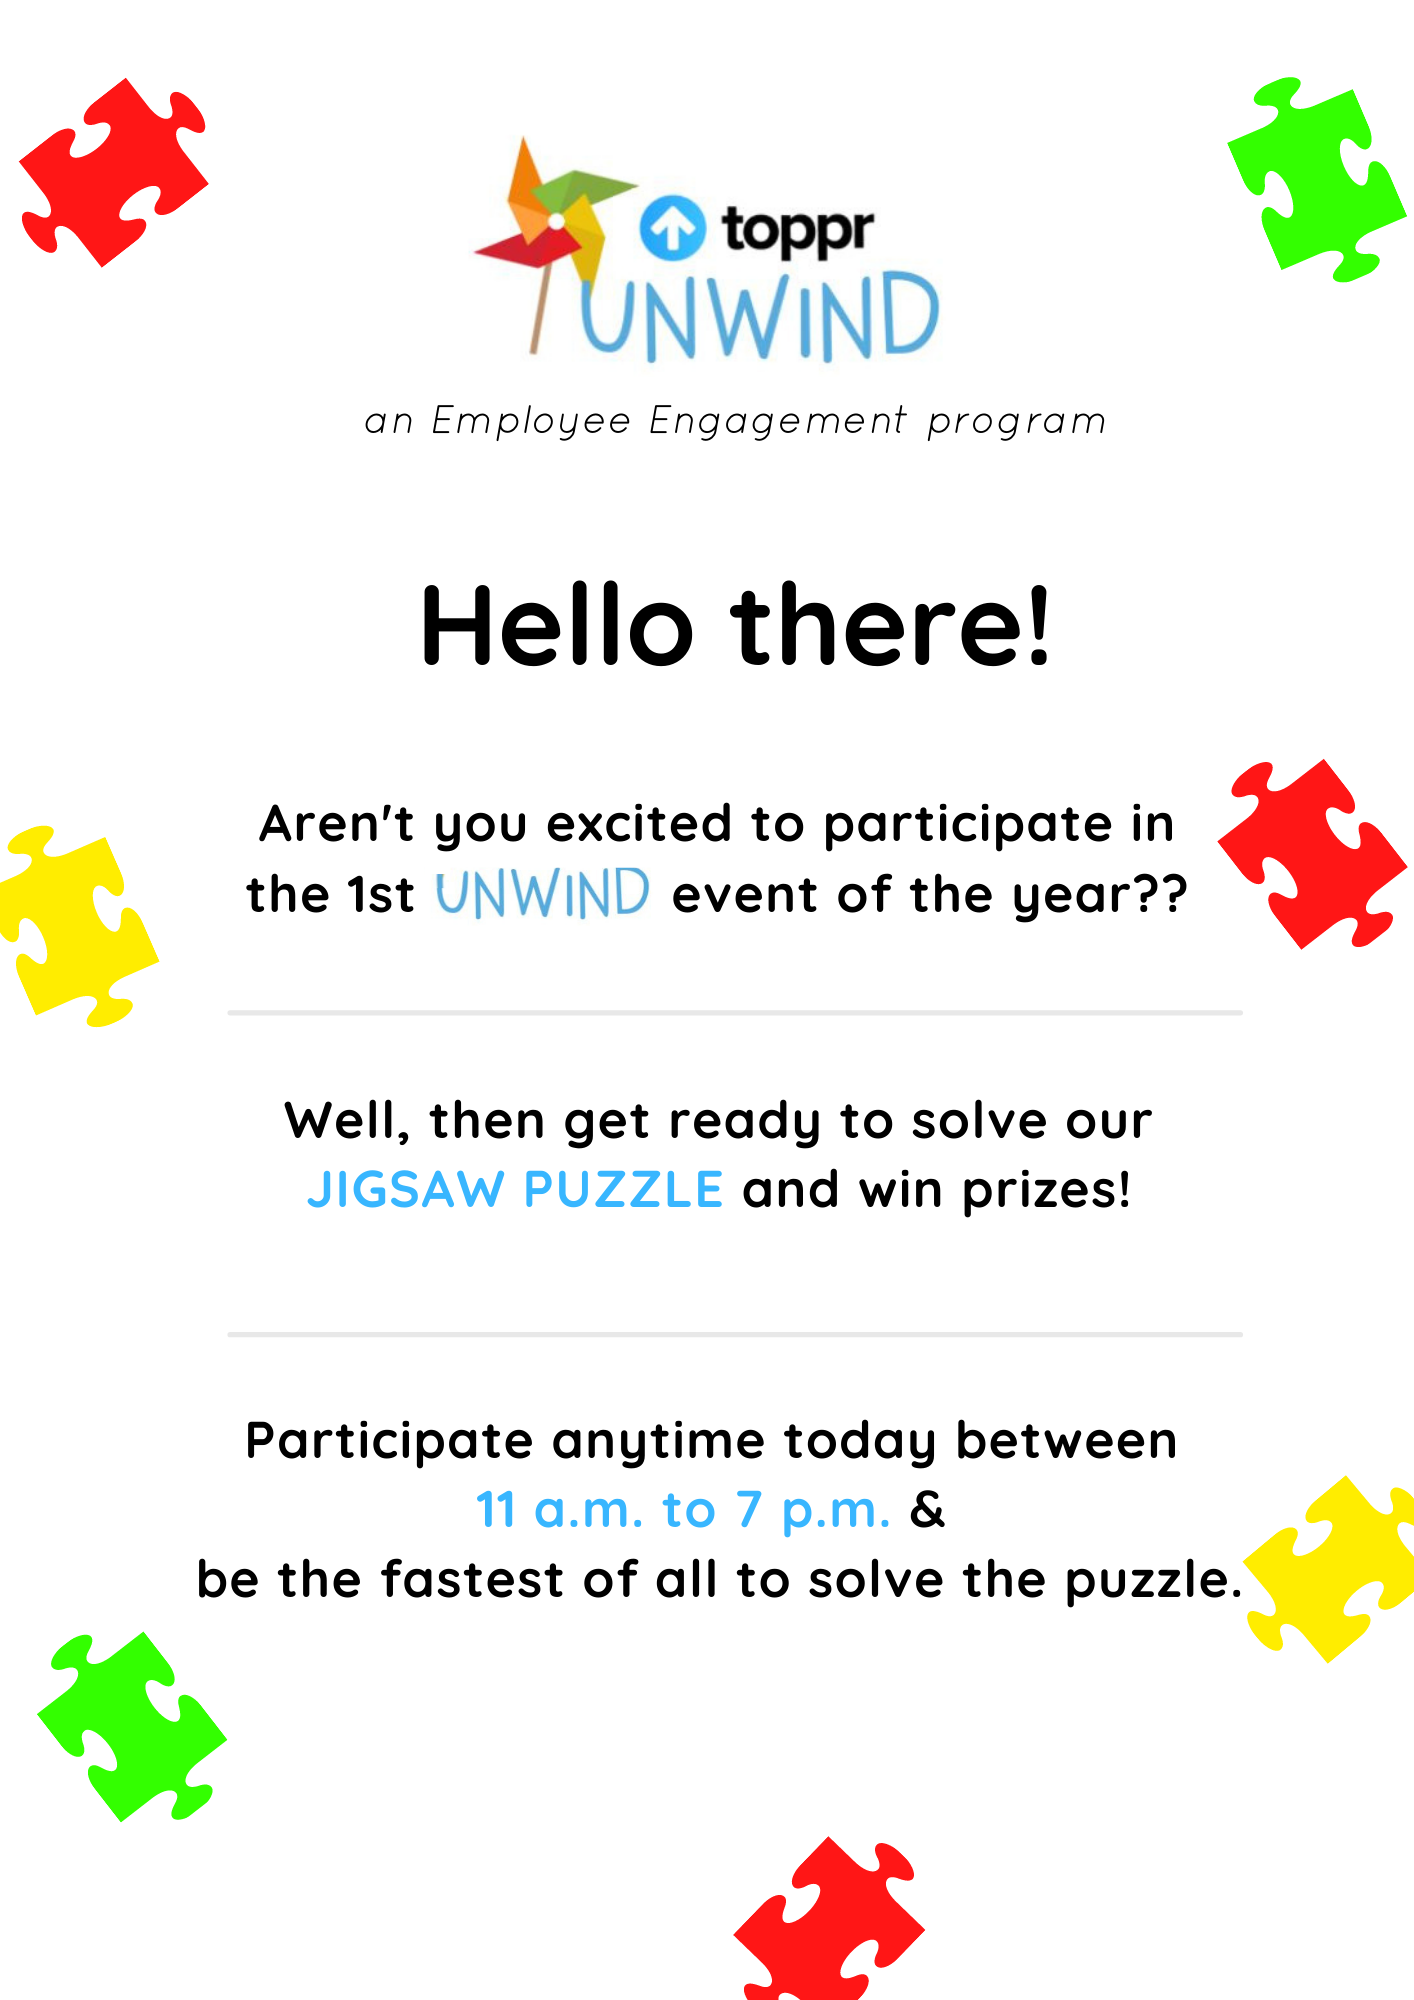 toppr
UNWIND
an Employee Engagement program
Hello there!
Aren't you excited to participate in
the 1st UNWIND event of the year??
Well, then get ready to solve our
JIGSAW PUZZLE and win prizes!
Participate anytime today between
11 a.m. to 7 p.m. &
be the fastest of all to solve the puzzle.